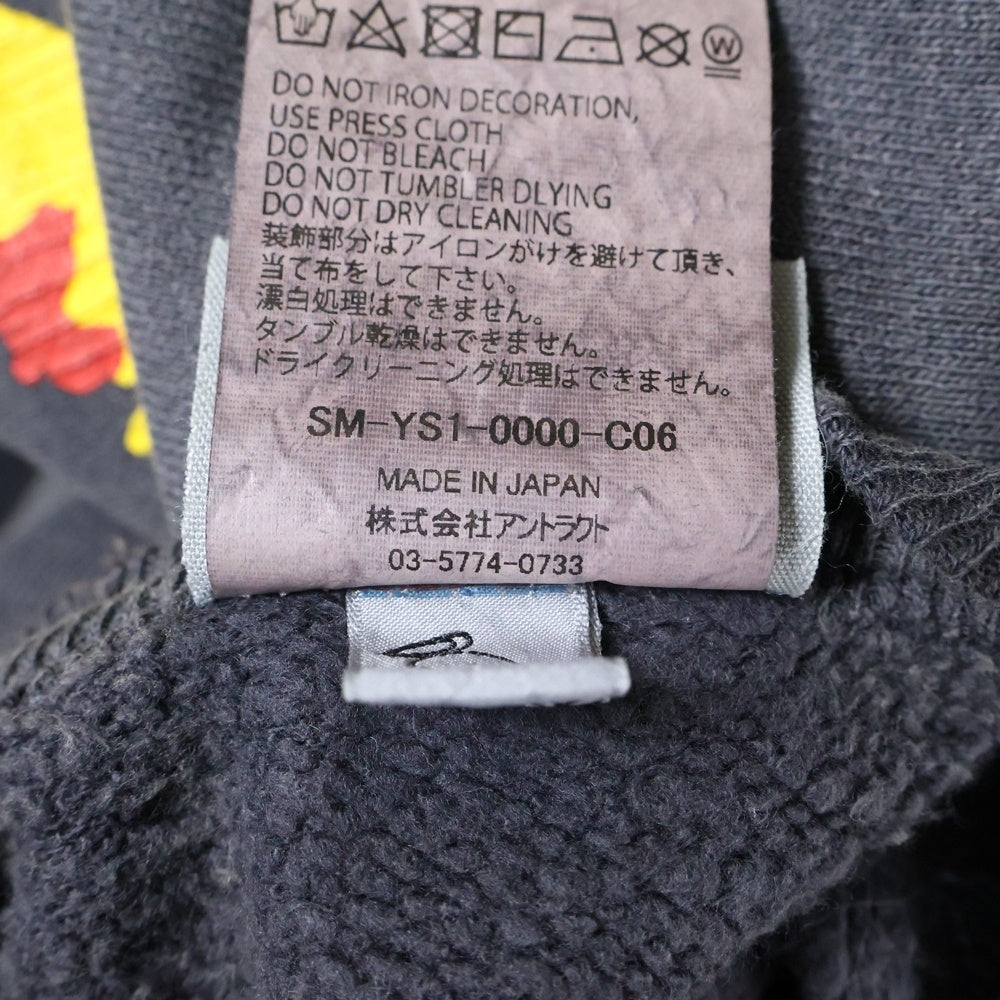 W
DO NOT IRON DECORATION,
USE PRESS CLOTH
DO NOT BLEACH
DO NOT TUMBLER DLYING
DO NOT DRY CLEANING
装飾部分はアイロンがけを避けて頂き、
当て布をして下さい。
漂白処理はできません。
タンブル乾燥はできません。
ドライクリーニング処理はできません。
SM-YS1-0000-C06
MADE IN JAPAN
株式会社アントラクト
03-5774-0733